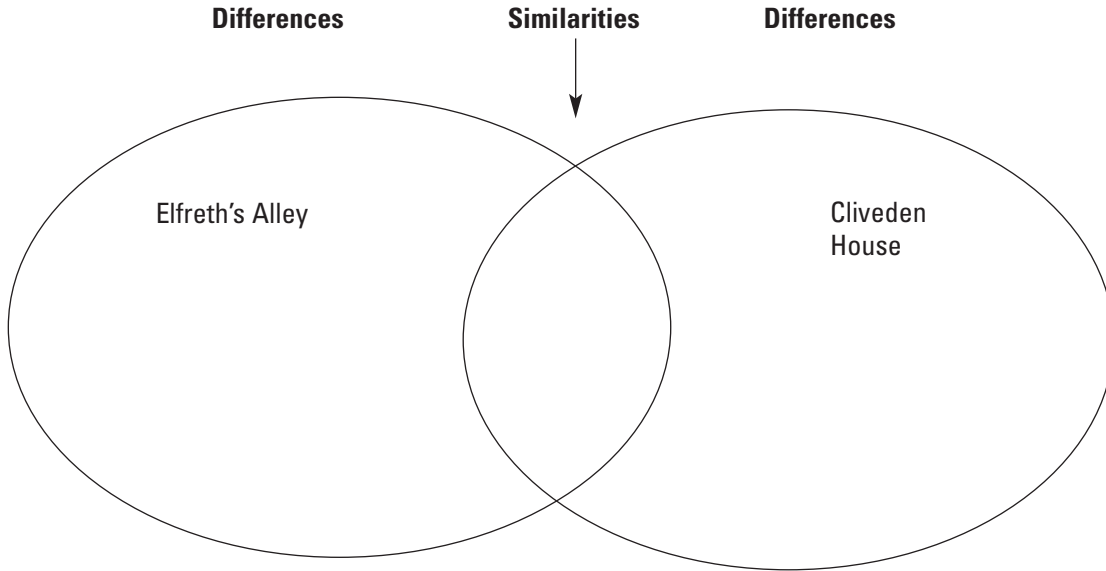 Differences
Similarities
Differences
Elfreth's Alley
Cliveden
House